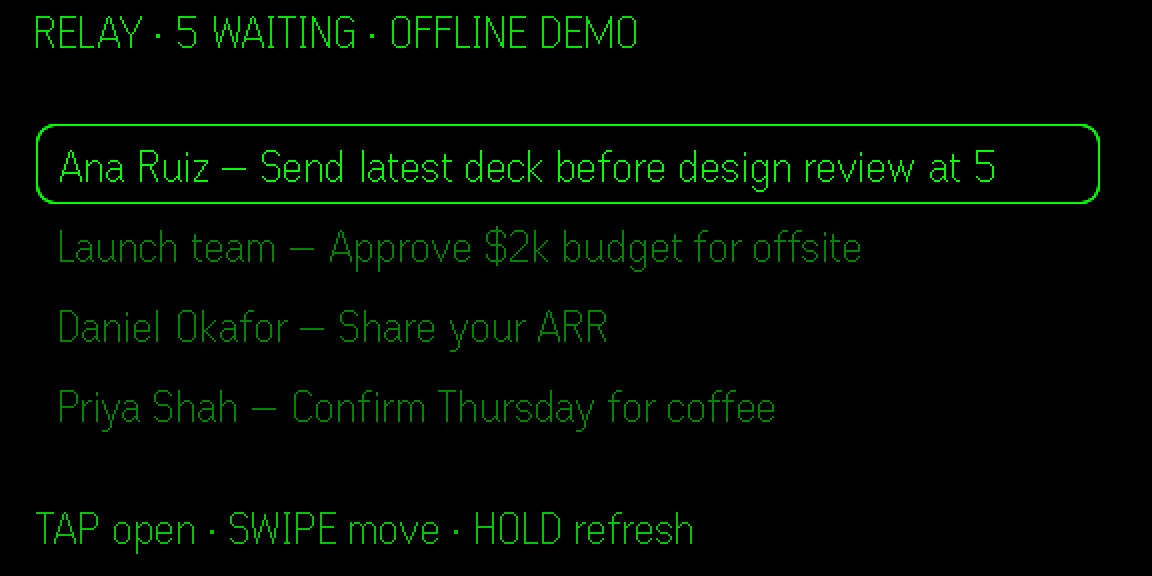 RELAY · 5 WAITING · OFFLINE DEMO
Ana Ruiz — Send latest deck before design review at 5
Launch team — Approve $2k budget for offsite
Daniel Okafor — Share your ARR
Priya Shah — Confirm Thursday for coffee
TAP open · SWIPE move · HOLD refresh